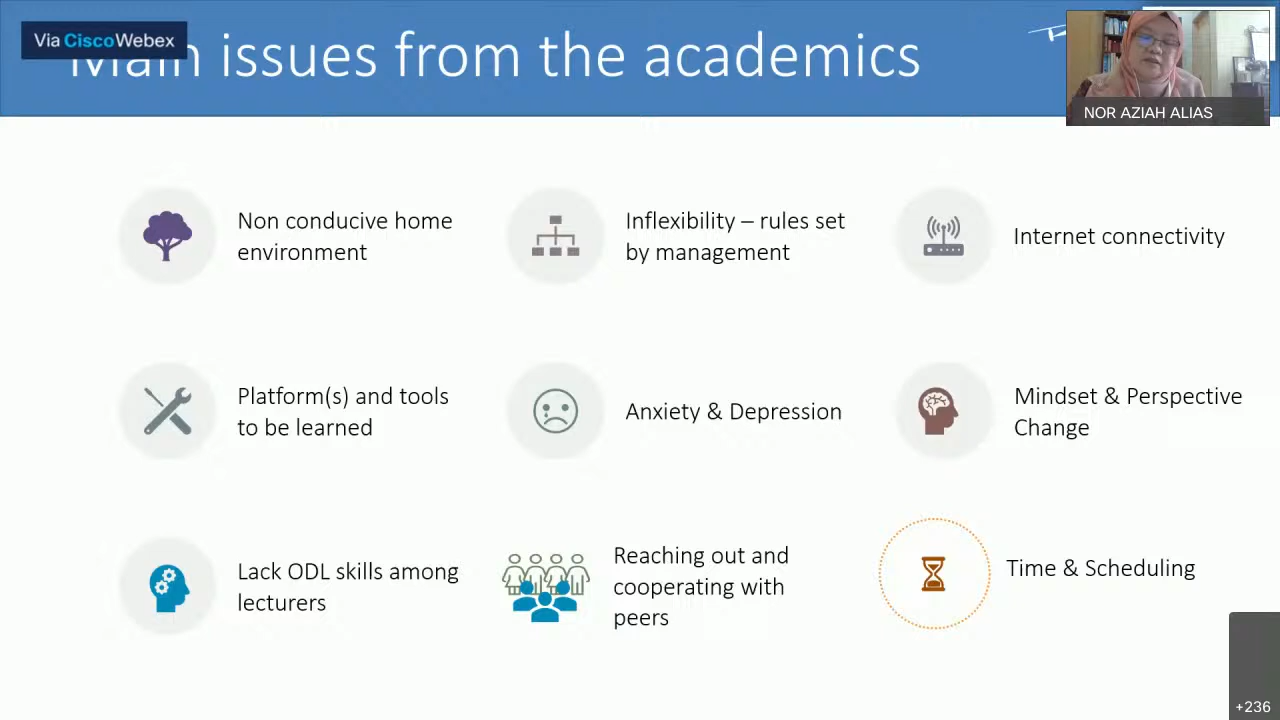 Via CiscoWebex
Main issues from the academics
NOR AZIAH ALIAS
Non conducive home
environment
Inflexibility – rules set
by management
Internet connectivity
Platform(s) and tools
to be learned
Anxiety & Depression
Mindset & Perspective
Change
Lack ODL skills among
lecturers
Reaching out and
cooperating with
peers
Time & Scheduling
+236